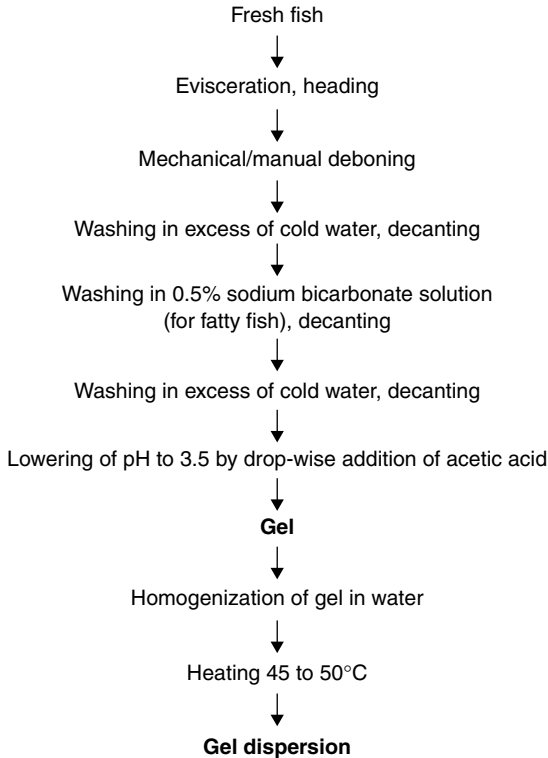 Fresh fish
Evisceration, heading
Mechanical/manual deboning
Washing in excess of cold water, decanting
Washing in 0.5% sodium bicarbonate solution
(for fatty fish), decanting
Washing in excess of cold water, decanting
Lowering of pH to 3.5 by drop-wise addition of acetic acid
Gel
Homogenization of gel in water
Heating 45 to 50°C
Gel dispersion